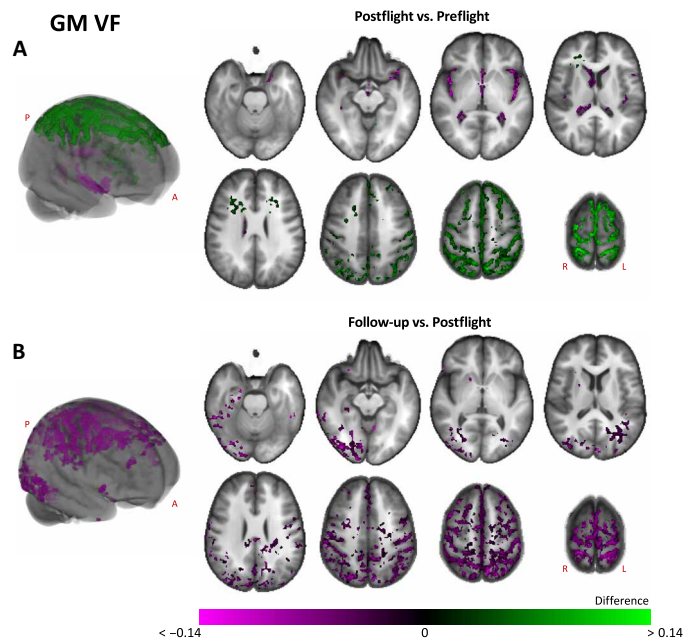 GM VF
Postflight vs. Preflight
A
P
A
R
L
Follow-up vs. Postflight
B
P
A
R
L
Difference
< −0.14
0
> 0.14